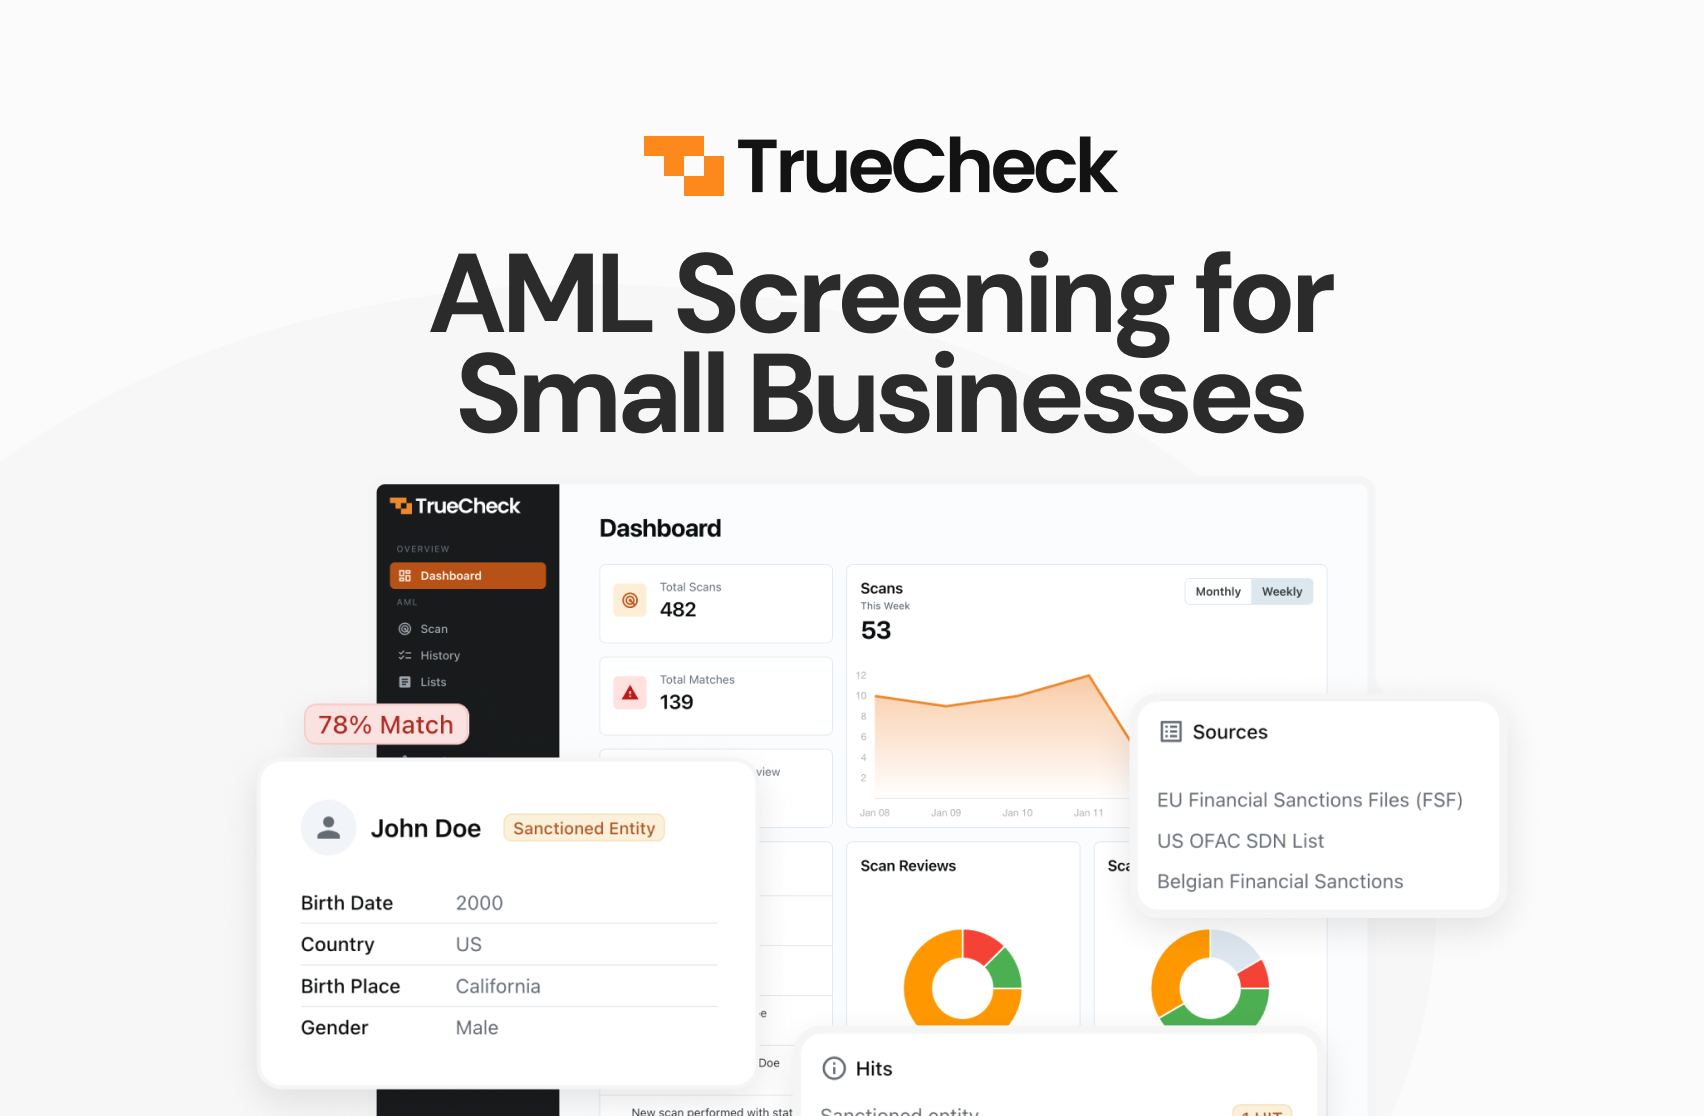 TrueCheck
AML Screening for
Small Businesses
TrueCheck
OVERVIEW
Dashboard
AML
Scan
History
Lists
Dashboard
Total Scans
482
Total Matches
139
view
Scans
This Week
53
Monthly
Weekly
12
10
8
6
4
2
Jan 08
Jan 09
Jan 10
Jan 11
78% Match
John Doe
Sanctioned Entity
Birth Date
2000
Country
US
Birth Place
California
Gender
Male
Sources
EU Financial Sanctions Files (FSF)
US OFAC SDN List
Belgian Financial Sanctions
Scan Reviews
Sca
e
Doe
New scan performed with stat
Hits
Sanctioned entity
1 HIT